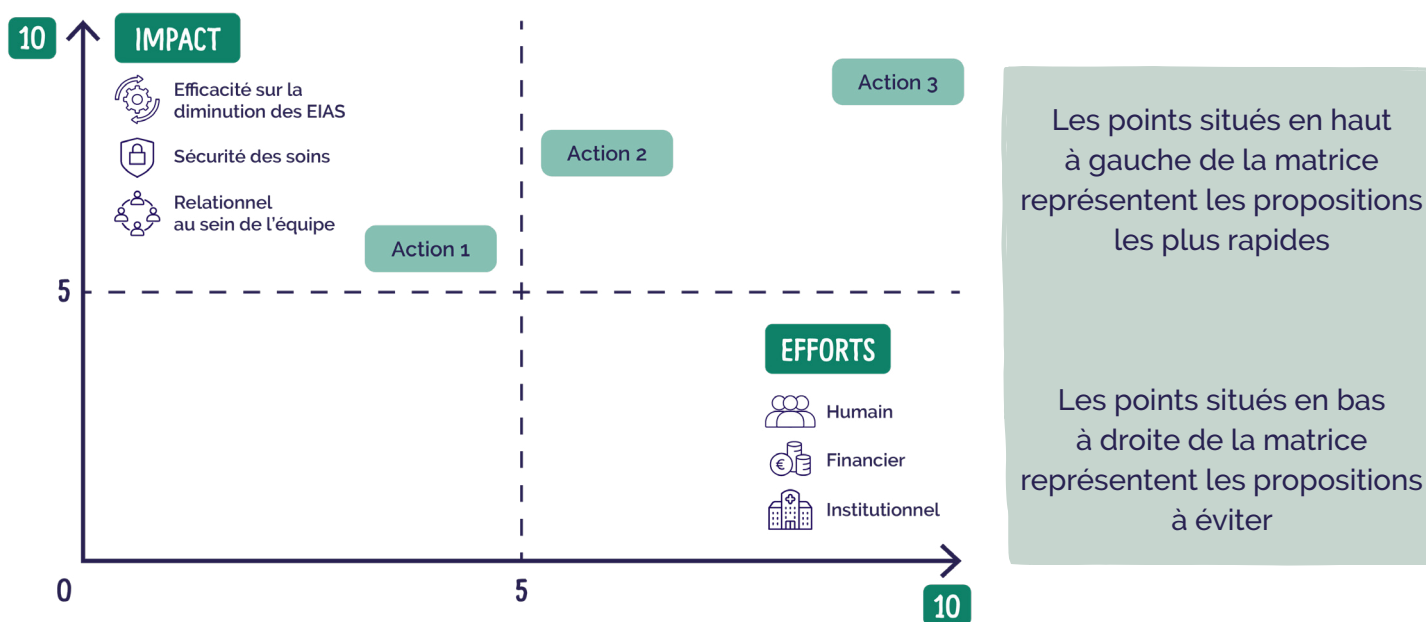 10
IMPACT
Efficacité sur la
diminution des EIAS
Sécurité des soins
Relationnel
au sein de l'équipe
Action 1
Action 2
Action 3
5
EFFORTS
Humain
Financier
Institutionnel
0
5
10
Les points situés en haut
à gauche de la matrice
représentent les propositions
les plus rapides
Les points situés en bas
à droite de la matrice
représentent les propositions
à éviter